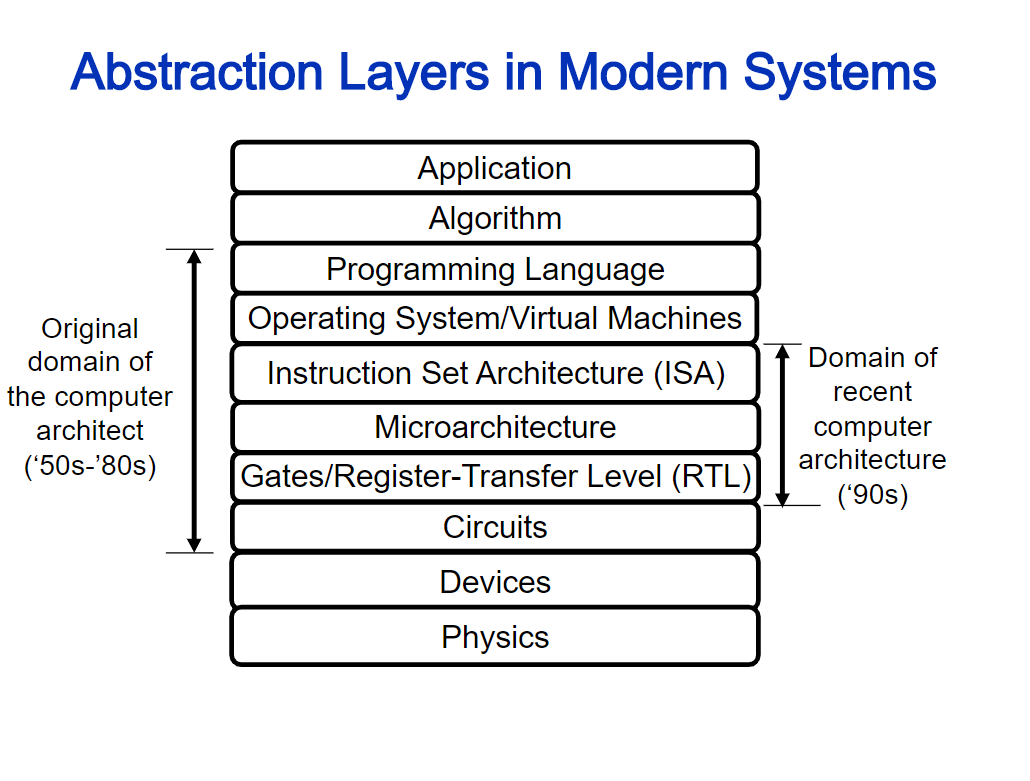 Abstraction Layers in Modern Systems
Application
Algorithm
Programming Language
Operating System/Virtual Machines
Instruction Set Architecture (ISA)
Microarchitecture
Gates/Register-Transfer Level (RTL)
Circuits
Devices
Physics
Original
domain of
the computer
architect
(‘50s-’80s)
Domain of
recent
computer
architecture
(‘90s)